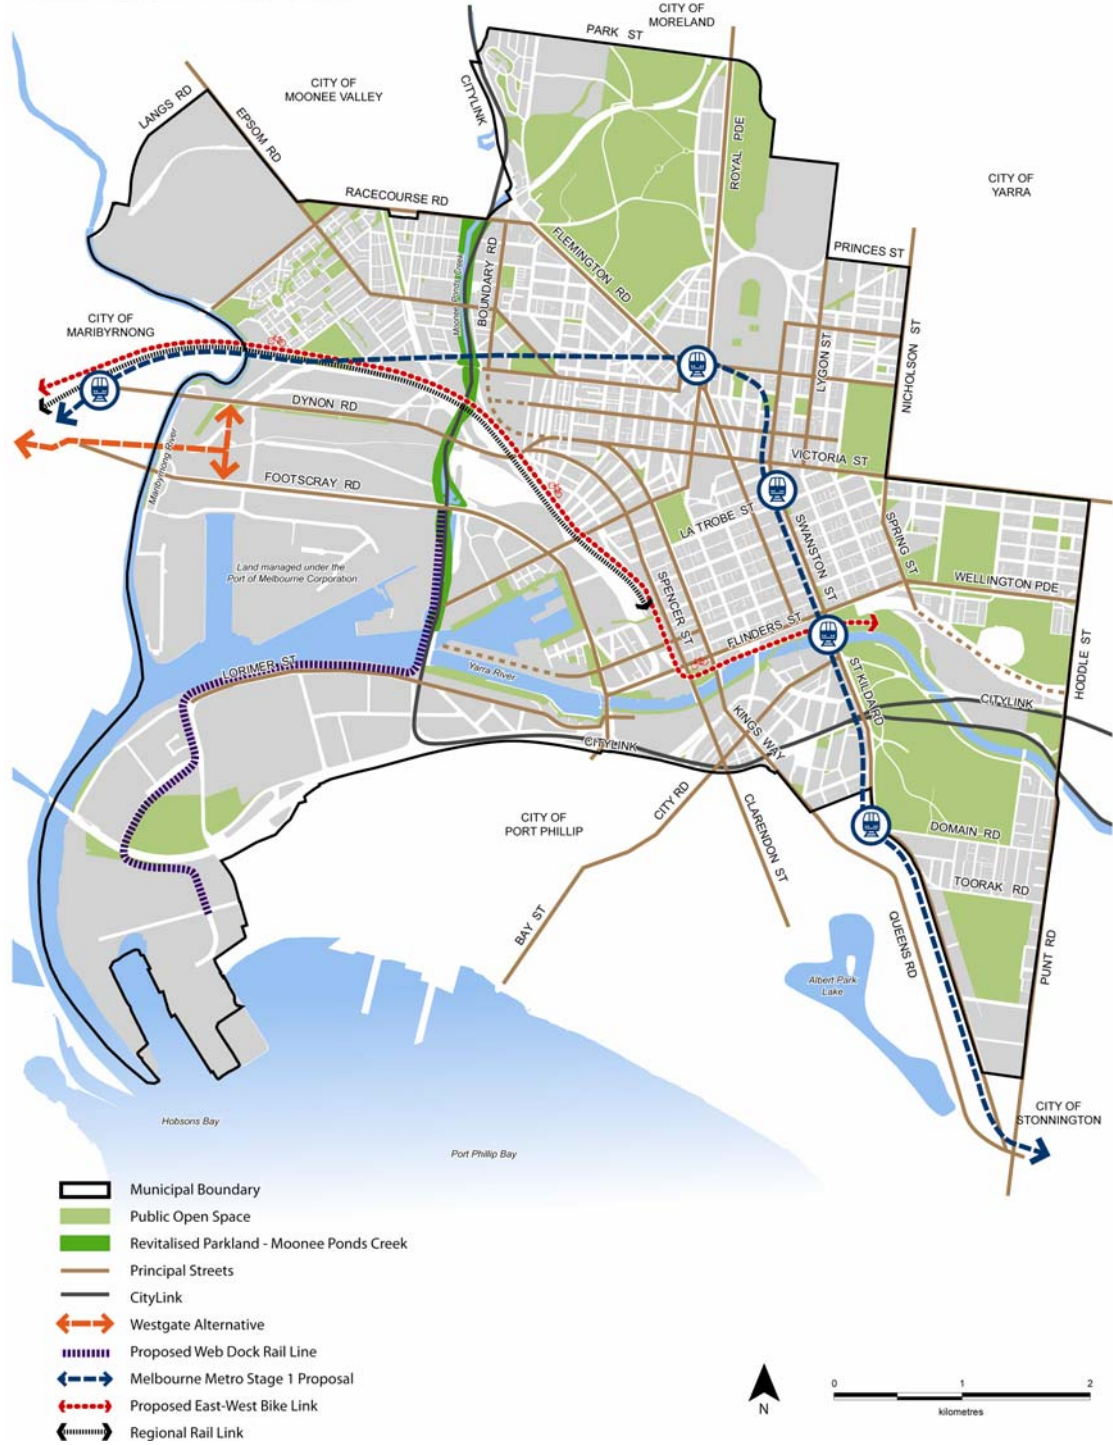 CITY OF
MORELAND
PARK ST
CITY OF
MOONEE VALLEY
CITYLINK
LANGS RD
EPSOM RD
ROYAL PDE
CITY OF
YARRA
RACECOURSE RD
FLEMINGTON RD
BOUNDARY RD
PRINCES ST
Moonee Ponds Creek
CITY OF
MARIBYRNONG
LYGON ST
NICHOLSON ST
DYNON RD
VICTORIA ST
Maribyrnong River
FOOTSCRAY RD
LA TROBE ST
SWANSTON ST
SPRING ST
Land managed under the
Port of Melbourne Corporation
WELLINGTON PDE
SPENCER ST
FLINDERS ST
HODDLE ST
LORIMER ST
Yarra River
ST KILDA RD
CITYLINK
KINGS WAY
CITYLINK
CITY RD
CITY OF
PORT PHILLIP
CLARENDON ST
DOMAIN RD
TOORAK RD
BAY ST
QUEENS RD
PUNT RD
Albert Park
Lake
CITY OF
STONNINGTON
Hobsons Bay
Port Phillip Bay
Municipal Boundary
Public Open Space
Revitalised Parkland - Moonee Ponds Creek
Principal Streets
CityLink
Westgate Alternative
Proposed Web Dock Rail Line
Melbourne Metro Stage 1 Proposal
Proposed East-West Bike Link
Regional Rail Link
N
0 1 2
kilometres